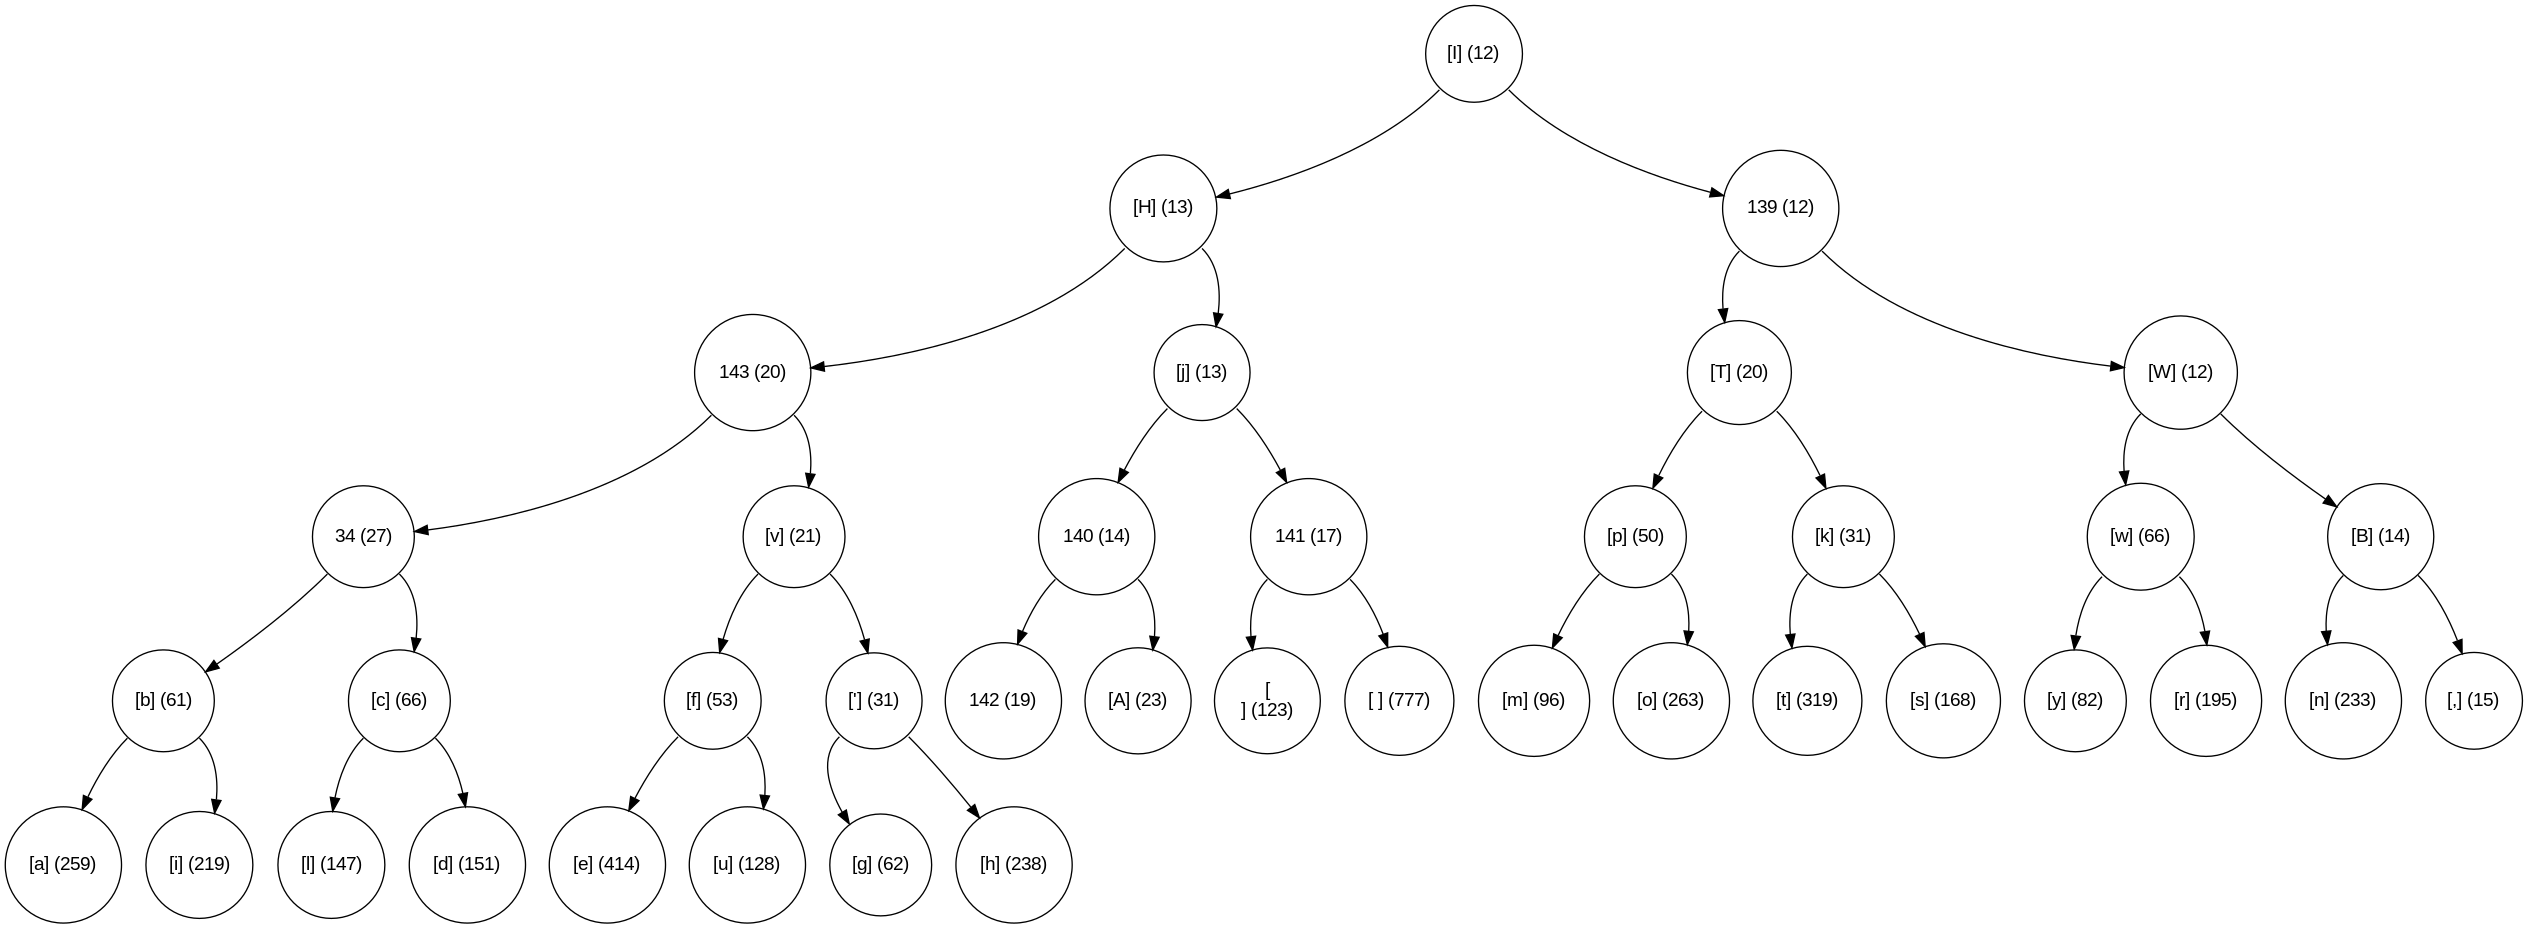 [I] (12)
[H] (13)
139 (12)
143 (20)
[j] (13)
[T] (20)
[W] (12)
34 (27)
[v] (21)
140 (14)
141 (17)
[p] (50)
[k] (31)
[w] (66)
[B] (14)
[b] (61)
[c] (66)
[f] (53)
['] (31)
142 (19)
[A] (23)
[
] (123)
[ ] (777)
[m] (96)
[o] (263)
[t] (319)
[s] (168)
[y] (82)
[r] (195)
[n] (233)
[,] (15)
[a] (259)
[i] (219)
[l] (147)
[d] (151)
[e] (414)
[u] (128)
[g] (62)
[h] (238)